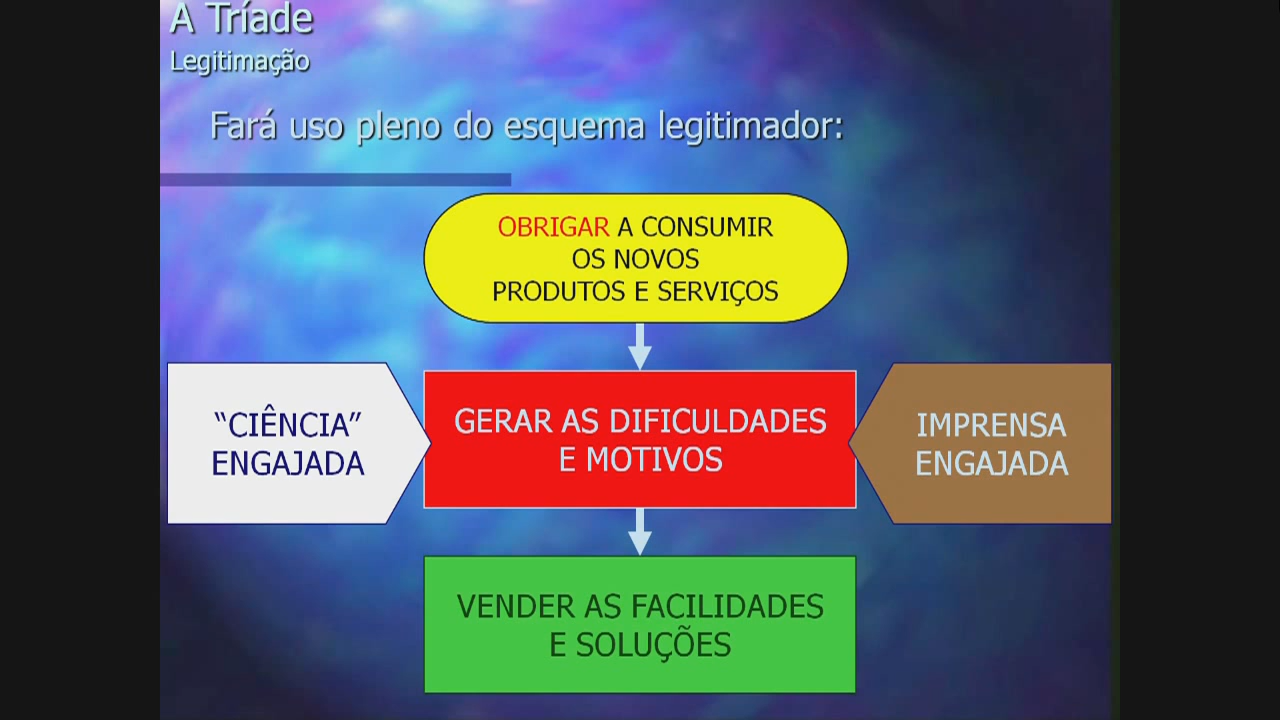 A Tríade
Legitimação
Fará uso pleno do esquema legitimador:
OBRIGAR A CONSUMIR
OS NOVOS
PRODUTOS E SERVIÇOS
“CIÊNCIA”
ENGAJADA
GERAR AS DIFICULDADES
E MOTIVOS
IMPRENSA
ENGAJADA
VENDER AS FACILIDADES
E SOLUÇÕES